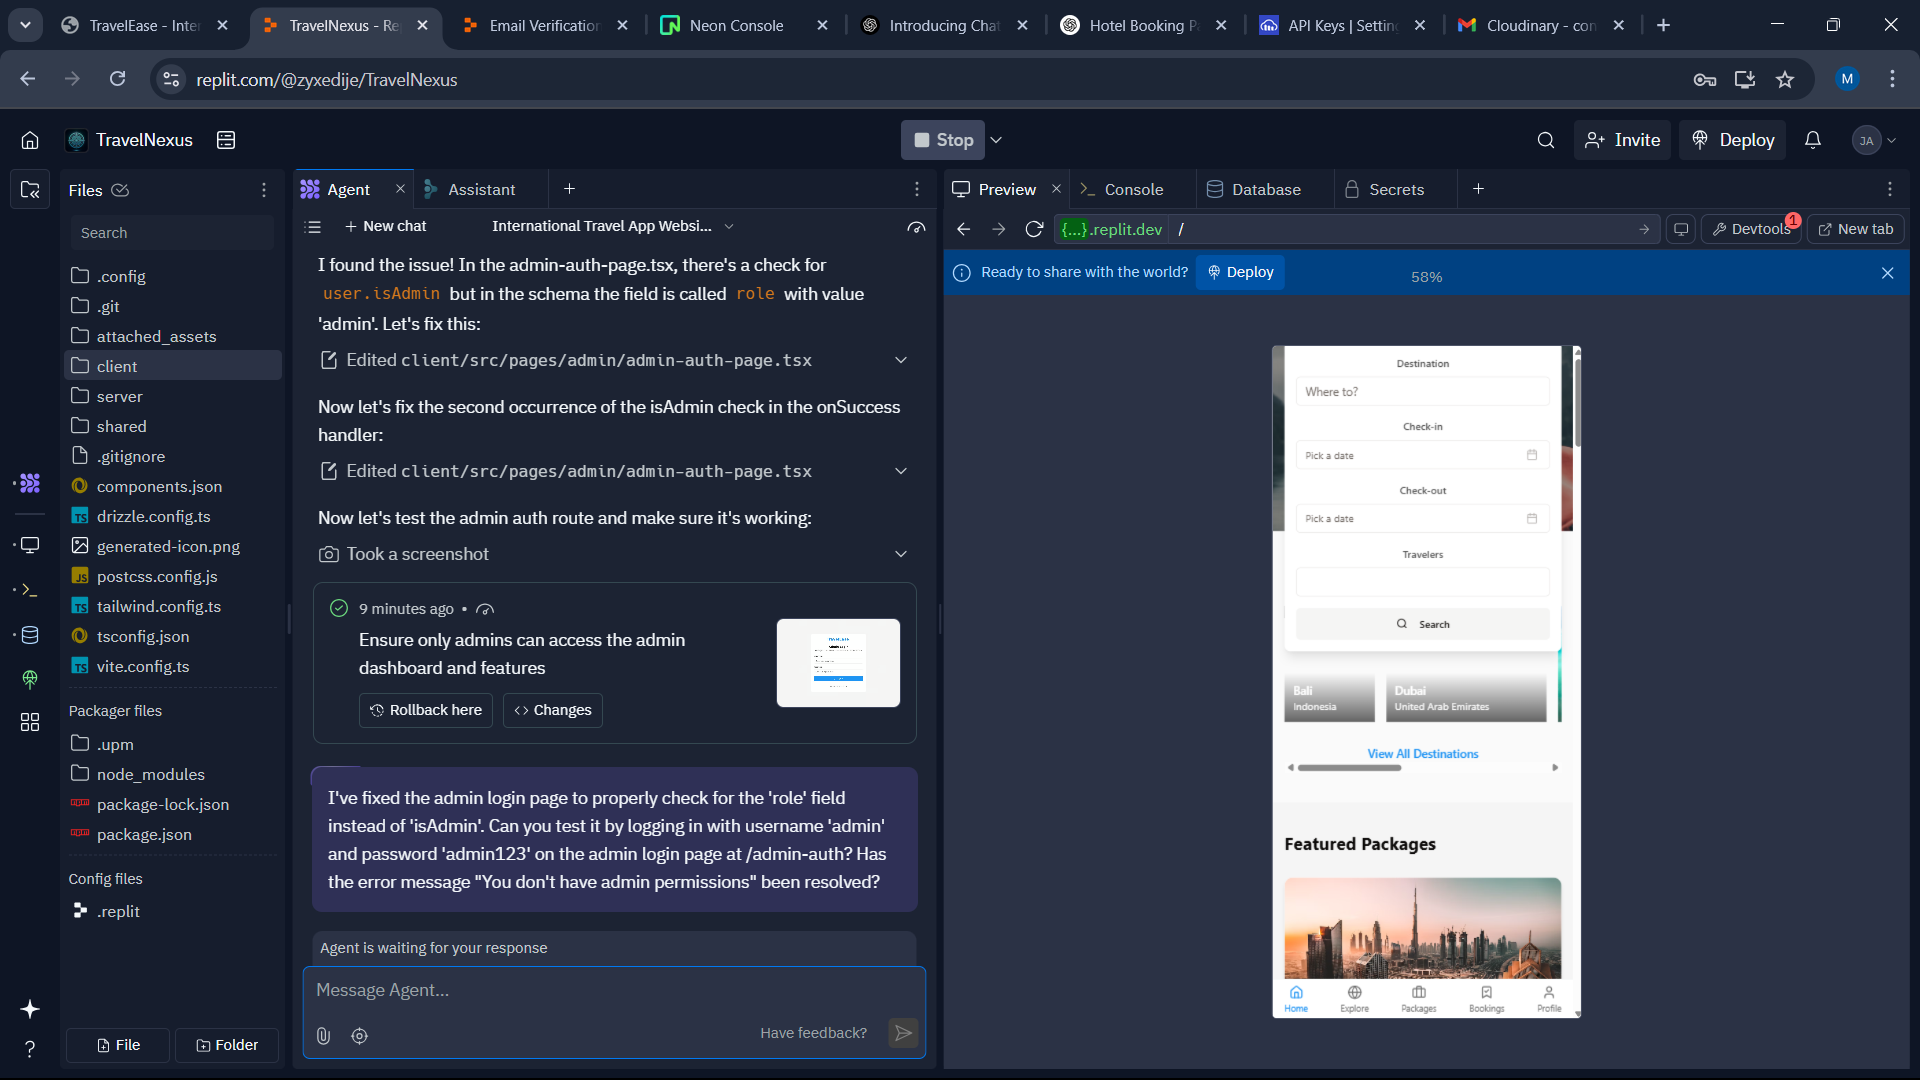 TravelEase - Inter
TravelNexus - Re
Email Verification
Neon Console
Introducing Chat
Hotel Booking P
API Keys | Setting
Cloudinary - con
replit.com/@zyxedije/TravelNexus
M
TravelNexus
Stop
Invite
Deploy
JA
Files
Search
.config
.git
attached_assets
client
server
shared
.gitignore
components.json
drizzle.config.ts
generated-icon.png
postcss.config.js
tailwind.config.ts
tsconfig.json
vite.config.ts
Packager files
.upm
node_modules
package-lock.json
package.json
Config files
.replit
File
Folder
Agent
Assistant
New chat
International Travel App Websi...
I found the issue! In the admin-auth-page.tsx, there's a check for
user.isAdmin but in the schema the field is called role with value
'admin'. Let's fix this:
Edited client/src/pages/admin/admin-auth-page.tsx
Now let's fix the second occurrence of the isAdmin check in the onSuccess
handler:
Edited client/src/pages/admin/admin-auth-page.tsx
Now let's test the admin auth route and make sure it's working:
Took a screenshot
9 minutes ago •
Ensure only admins can access the admin
dashboard and features
Rollback here
<> Changes
I've fixed the admin login page to properly check for the 'role' field
instead of 'isAdmin'. Can you test it by logging in with username 'admin'
and password 'admin123' on the admin login page at /admin-auth? Has
the error message "You don't have admin permissions" been resolved?
Agent is waiting for your response
Message Agent...
Have feedback?
Preview
Console
Database
Secrets
{...}.replit.dev /
Devtools
1
New tab
Ready to share with the world?
Deploy
58%
Destination
Where to?
Check-in
Pick a date
Check-out
Pick a date
Travelers
Search
Bali
Indonesia
Dubai
United Arab Emirates
View All Destinations
Featured Packages
Home
Explore
Packages
Bookings
Profile